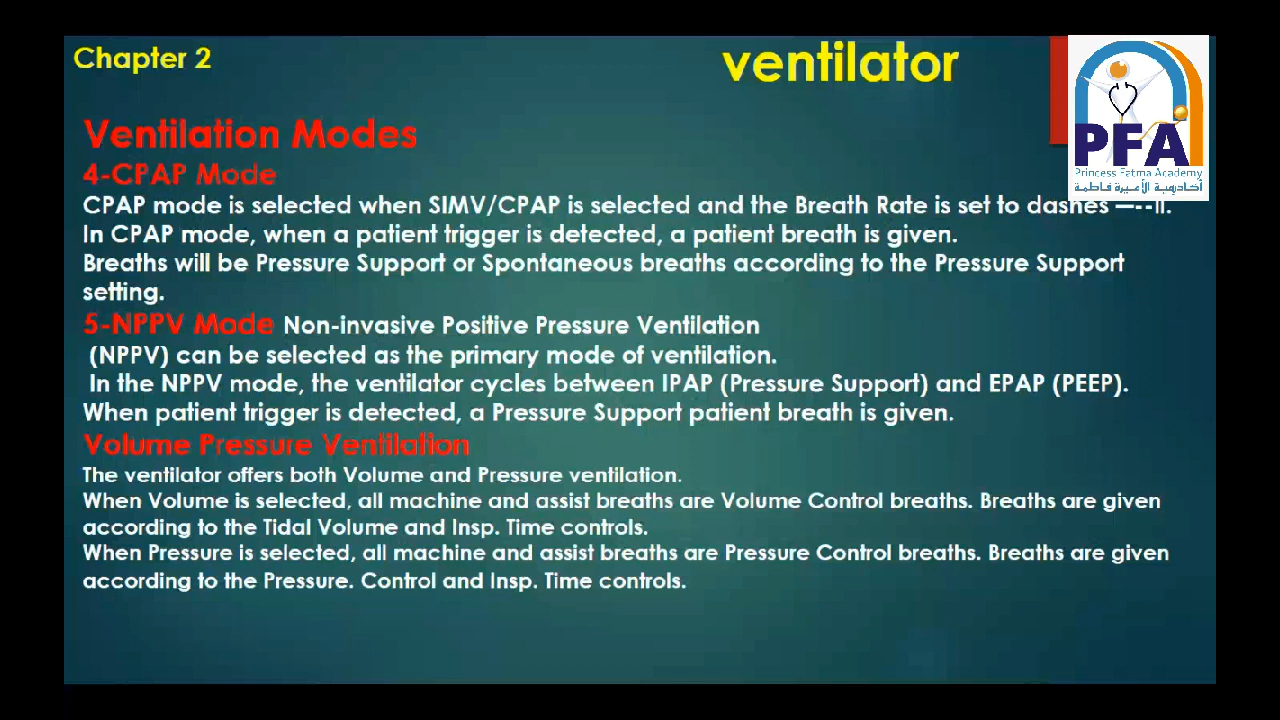 Chapter 2
ventilator
PFA
Princess Fatma Academy
أكاديمية الأميرة فاطمة
Ventilation Modes
4-CPAP Mode
CPAP mode is selected when SIMV/CPAP is selected and the Breath Rate is set to dashes —--‖.
In CPAP mode, when a patient trigger is detected, a patient breath is given.
Breaths will be Pressure Support or Spontaneous breaths according to the Pressure Support
setting.
5-NPPV Mode Non-invasive Positive Pressure Ventilation
(NPPV) can be selected as the primary mode of ventilation.
In the NPPV mode, the ventilator cycles between IPAP (Pressure Support) and EPAP (PEEP).
When patient trigger is detected, a Pressure Support patient breath is given.
Volume Pressure Ventilation
The ventilator offers both Volume and Pressure ventilation.
When Volume is selected, all machine and assist breaths are Volume Control breaths. Breaths are given
according to the Tidal Volume and Insp. Time controls.
When Pressure is selected, all machine and assist breaths are Pressure Control breaths. Breaths are given
according to the Pressure. Control and Insp. Time controls.